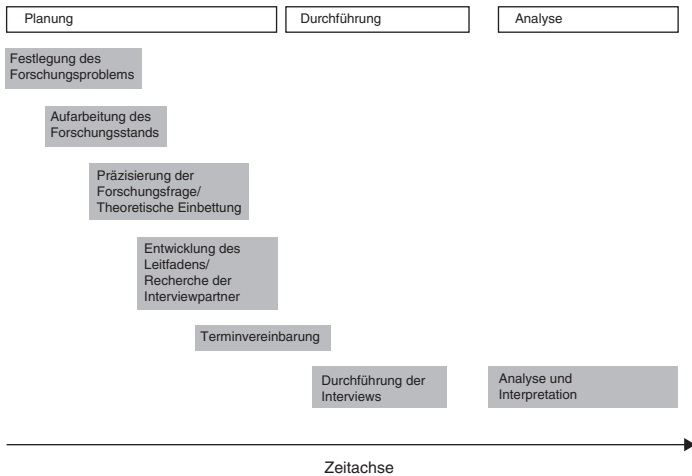 Planung
Durchführung
Analyse
Festlegung des
Forschungsproblems
Aufarbeitung des
Forschungsstands
Präzisierung der
Forschungsfrage/
Theoretische Einbettung
Entwicklung des
Leitfadens/
Recherche der
Interviewpartner
Terminvereinbarung
Durchführung der
Interviews
Analyse und
Interpretation
Zeitachse